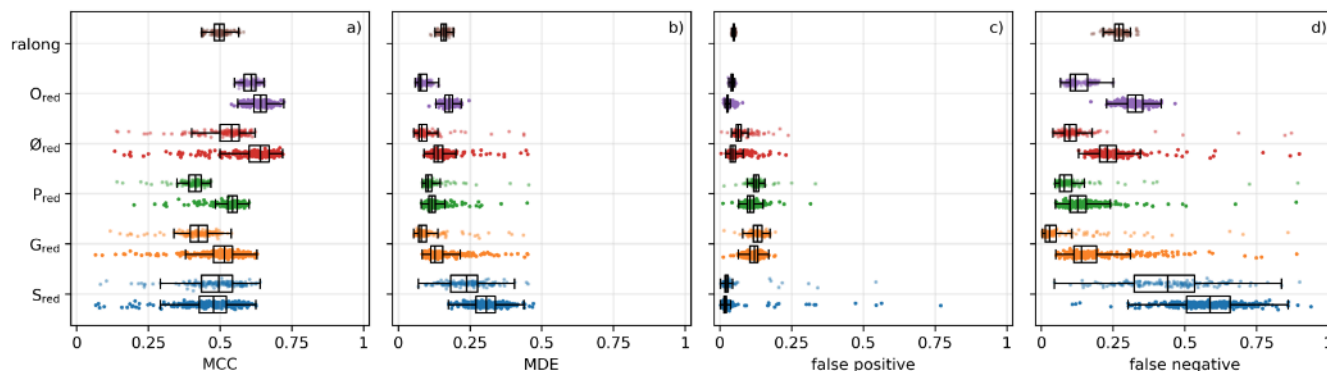 a)
b)
c)
d)
ralong
O_red
Ø_red
P_red
G_red
S_red
0 0.25 0.5 0.75 1
0 0.25 0.5 0.75 1
0 0.25 0.5 0.75 1
0 0.25 0.5 0.75 1
MCC
MDE
false positive
false negative